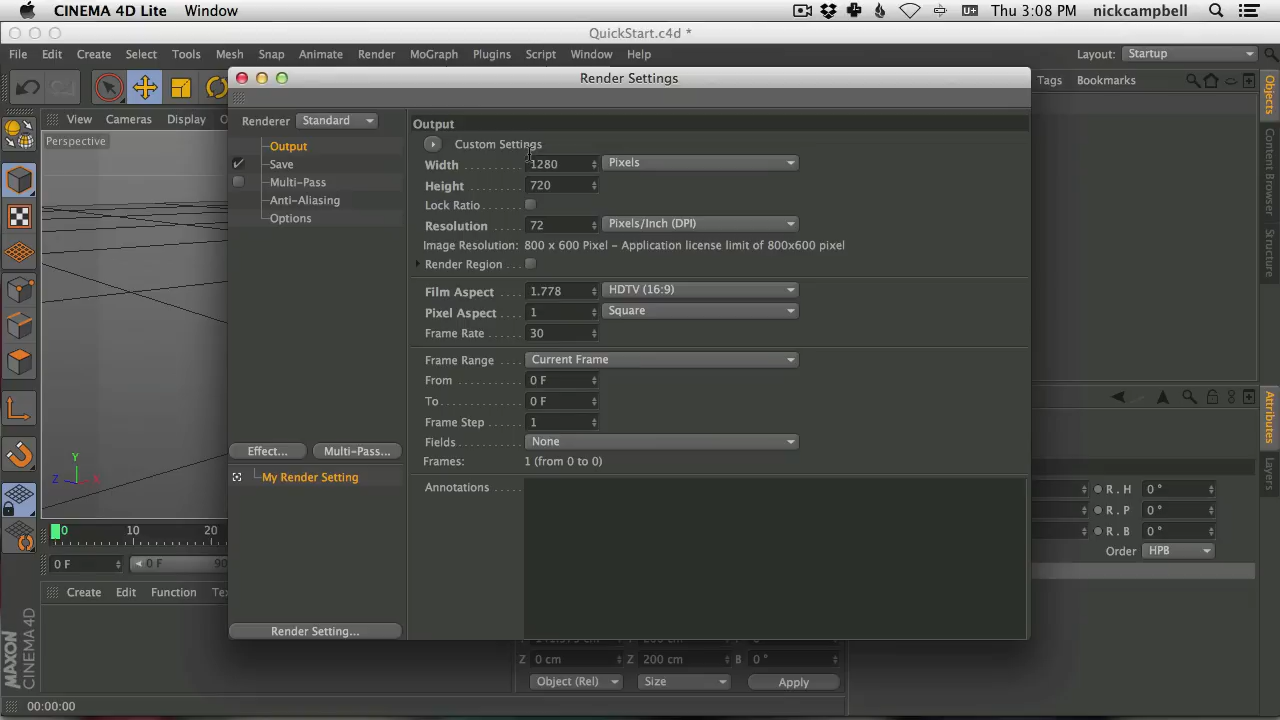 CINEMA 4D Lite Window Thu 3:08 PM nickcampbell
QuickStart.c4d *
File Edit Create Select Tools Mesh Snap Animate Render MoGraph Plugins Script Window Help Layout: Startup
Render Settings
Tags Bookmarks
View Cameras Display
Perspective
Renderer Standard
Output
Save
Multi-Pass
Anti-Aliasing
Options
Effect... Multi-Pass...
My Render Setting
Render Setting...
Output
Custom Settings
Width 1280 Pixels
Height 720
Lock Ratio
Resolution 72 Pixels/Inch (DPI)
Image Resolution: 800 x 600 Pixel – Application license limit of 800x600 pixel
Render Region
Film Aspect 1.778 HDTV (16:9)
Pixel Aspect 1 Square
Frame Rate 30
Frame Range Current Frame
From 0 F
To 0 F
Frame Step 1
Fields None
Frames: 1 (from 0 to 0)
Annotations
Objects
Content Browser
Structure
Attributes
Layers
R . H 0 °
R . P 0 °
R . B 0 °
Order HPB
Y
Z X
0 10 20
0 F 0 F 90
Create Edit Function
Z 0 cm 200 cm B 0 °
Object (Rel) Size Apply
MAXON
CINEMA 4D
00:00:00